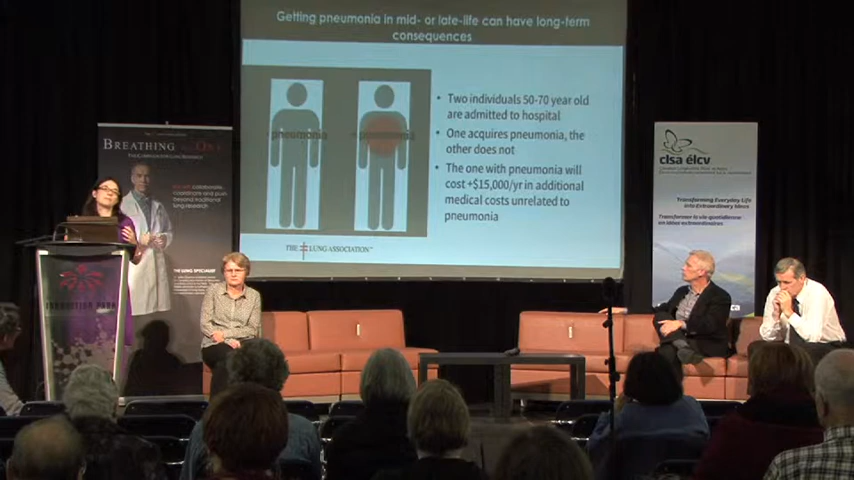 Getting pneumonia in mid- or late-life can have long-term
consequences
pneumonia
pneumonia
• Two individuals 50-70 year old
are admitted to hospital
• One acquires pneumonia, the
other does not
• The one with pneumonia will
cost +$15,000/yr in additional
medical costs unrelated to
pneumonia
THE LUNG ASSOCIATION™
BREATHING
THE LUNG ASSOCIATION
INNOVATION PARK
clsa élcv
Transforming Everyday Life
into Extraordinary Ideas
Transformer la vie quotidienne
en idées extraordinaires